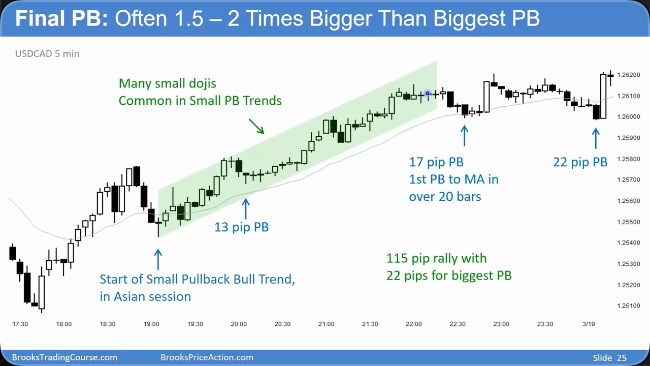 Final PB: Often 1.5 – 2 Times Bigger Than Biggest PB
USDCAD 5 min
Many small dojis
Common in Small PB Trends
13 pip PB
Start of Small Pullback Bull Trend,
in Asian session
17 pip PB
1st PB to MA in
over 20 bars
22 pip PB
115 pip rally with
22 pips for biggest PB
1.26200
1.26100
1.26000
1.25900
1.25800
1.25700
1.25600
1.25500
1.25400
1.25300
1.25200
1.25100
17:30 18:00 18:30 19:00 19:30 20:00 20:30 21:00 21:30 22:00 22:30 23:00 23:30 3/19
BrooksTradingCourse.com BrooksPriceAction.com Slide 25